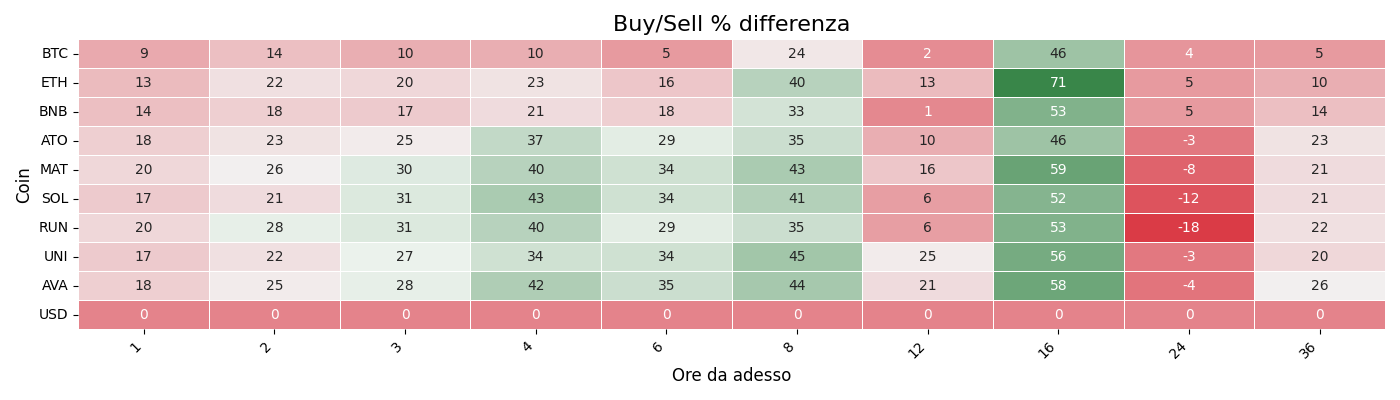 Buy/Sell % differenza
Coin
BTC 9 14 10 10 5 24 2 46 4 5
ETH 13 22 20 23 16 40 13 71 5 10
BNB 14 18 17 21 18 33 1 53 5 14
ATO 18 23 25 37 29 35 10 46 -3 23
MAT 20 26 30 40 34 43 16 59 -8 21
SOL 17 21 31 43 34 41 6 52 -12 21
RUN 20 28 31 40 29 35 6 53 -18 22
UNI 17 22 27 34 34 45 25 56 -3 20
AVA 18 25 28 42 35 44 21 58 -4 26
USD 0 0 0 0 0 0 0 0 0 0
1 2 3 4 6 8 12 16 24 36
Ore da adesso